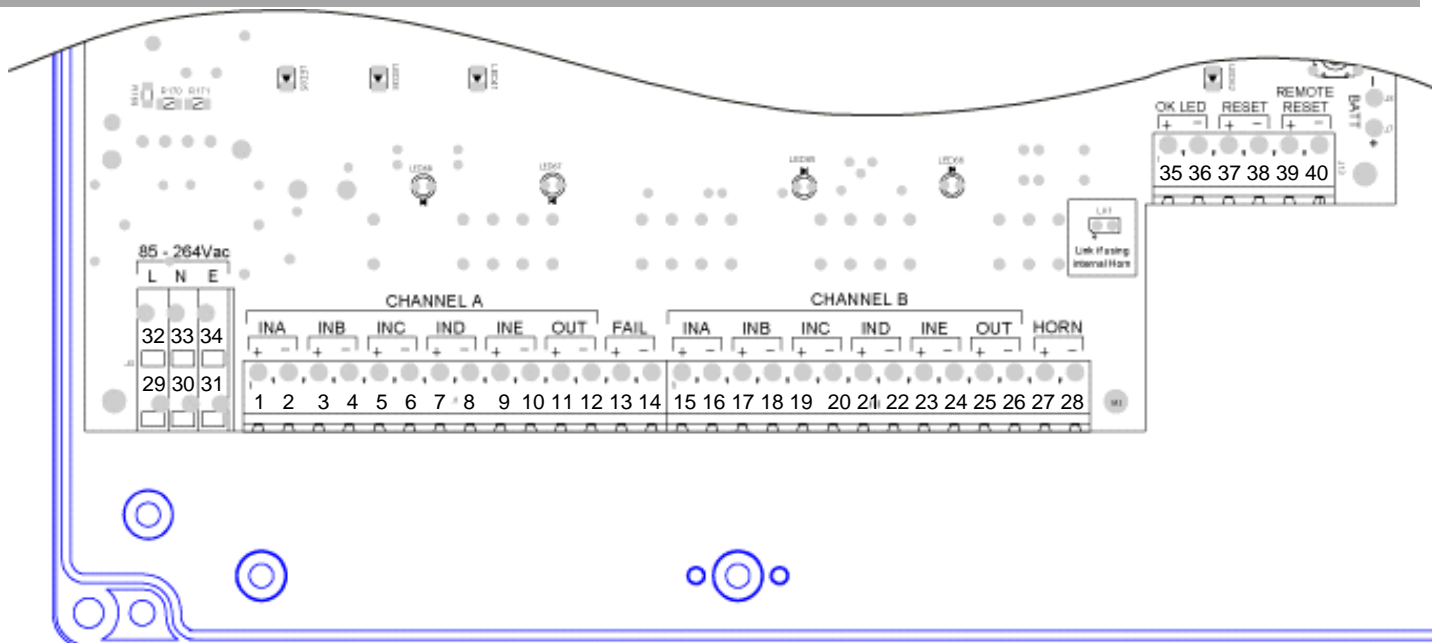 R170 R171
REMOTE
OK LED RESET RESET
+ − + − + −
BATT
−
+
35 36 37 38 39 40
LED67
Link if using
internal Horn
85 - 264Vac
L N E
CHANNEL A CHANNEL B
INA INB INC IND INE OUT FAIL INA INB INC IND INE OUT HORN
+ − + − + − + − + − + − + − + − + − + − + − + − + − + −
32 33 34
29 30 31
1 2 3 4 5 6 7 8 9 10 11 12 13 14 15 16 17 18 19 20 21 22 23 24 25 26 27 28